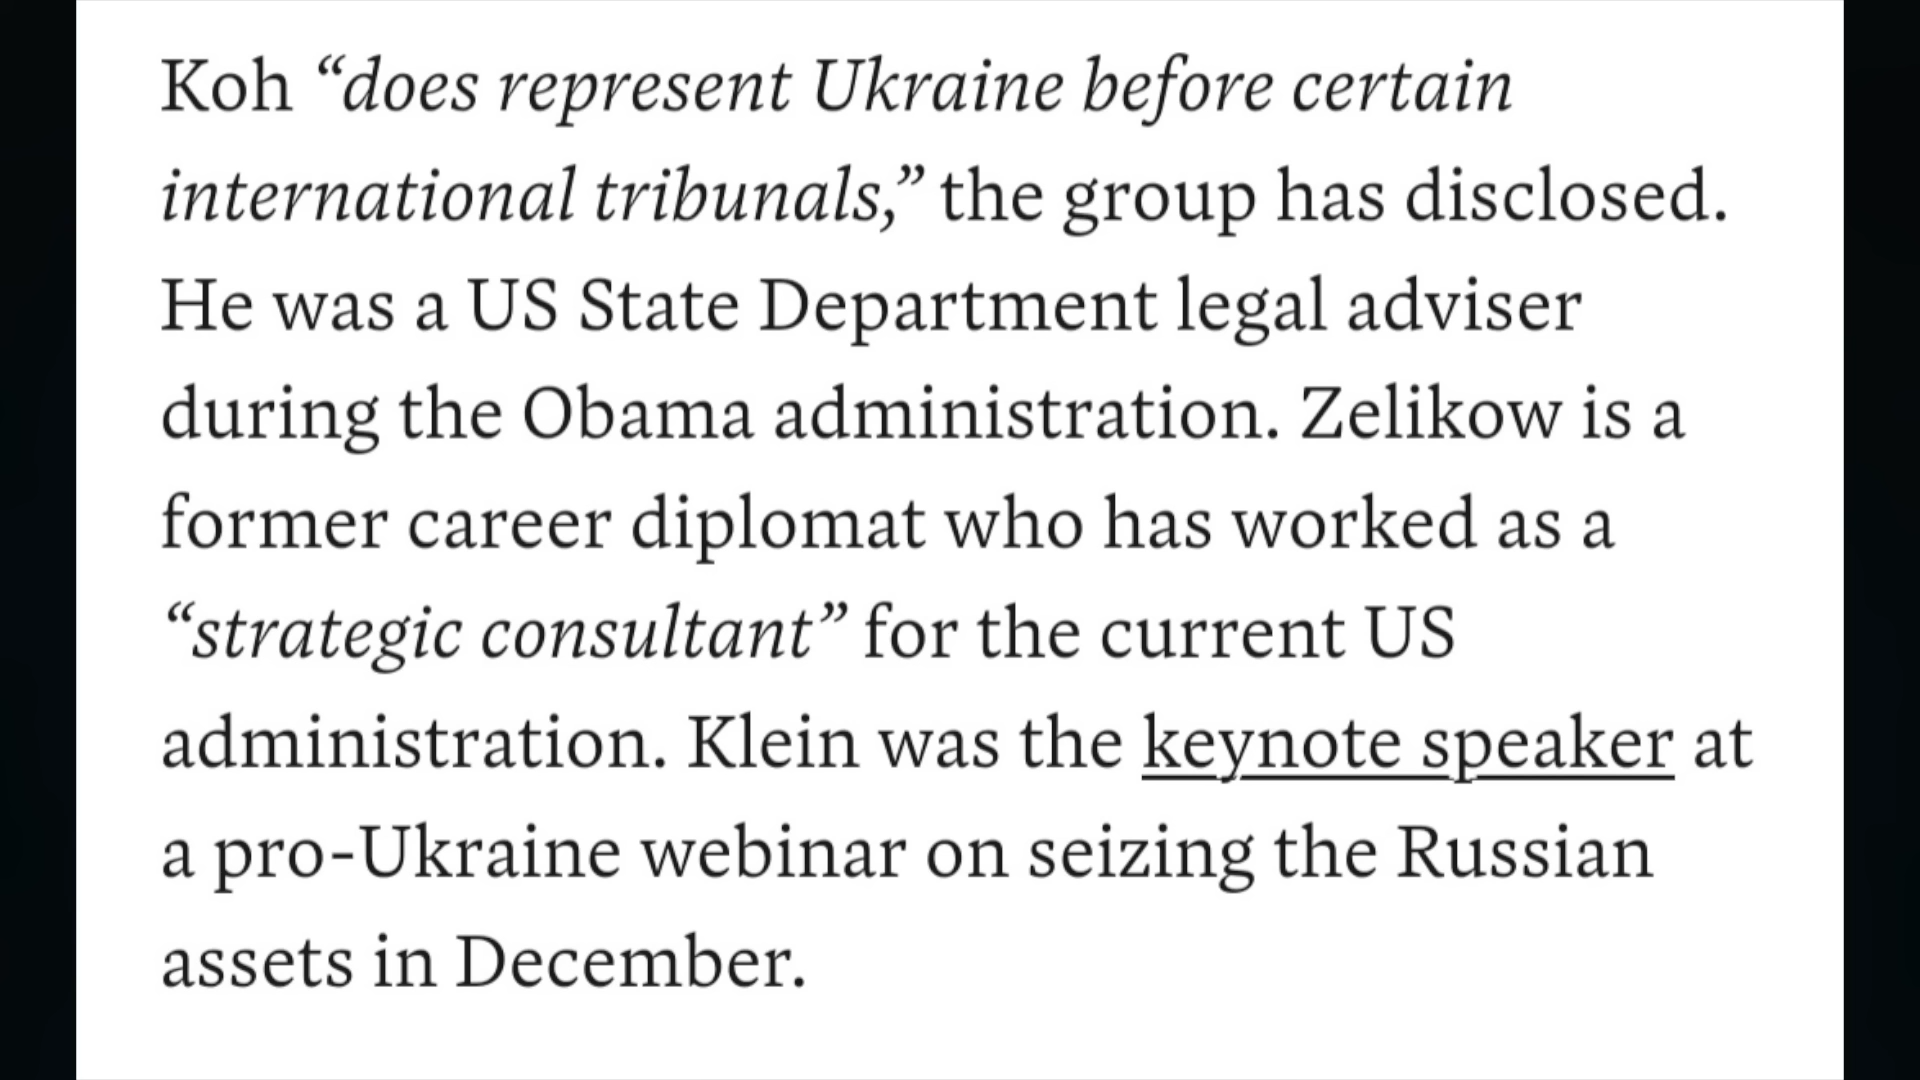 Koh “does represent Ukraine before certain
international tribunals,” the group has disclosed.
He was a US State Department legal adviser
during the Obama administration. Zelikow is a
former career diplomat who has worked as a
“strategic consultant” for the current US
administration. Klein was the keynote speaker at
a pro-Ukraine webinar on seizing the Russian
assets in December.